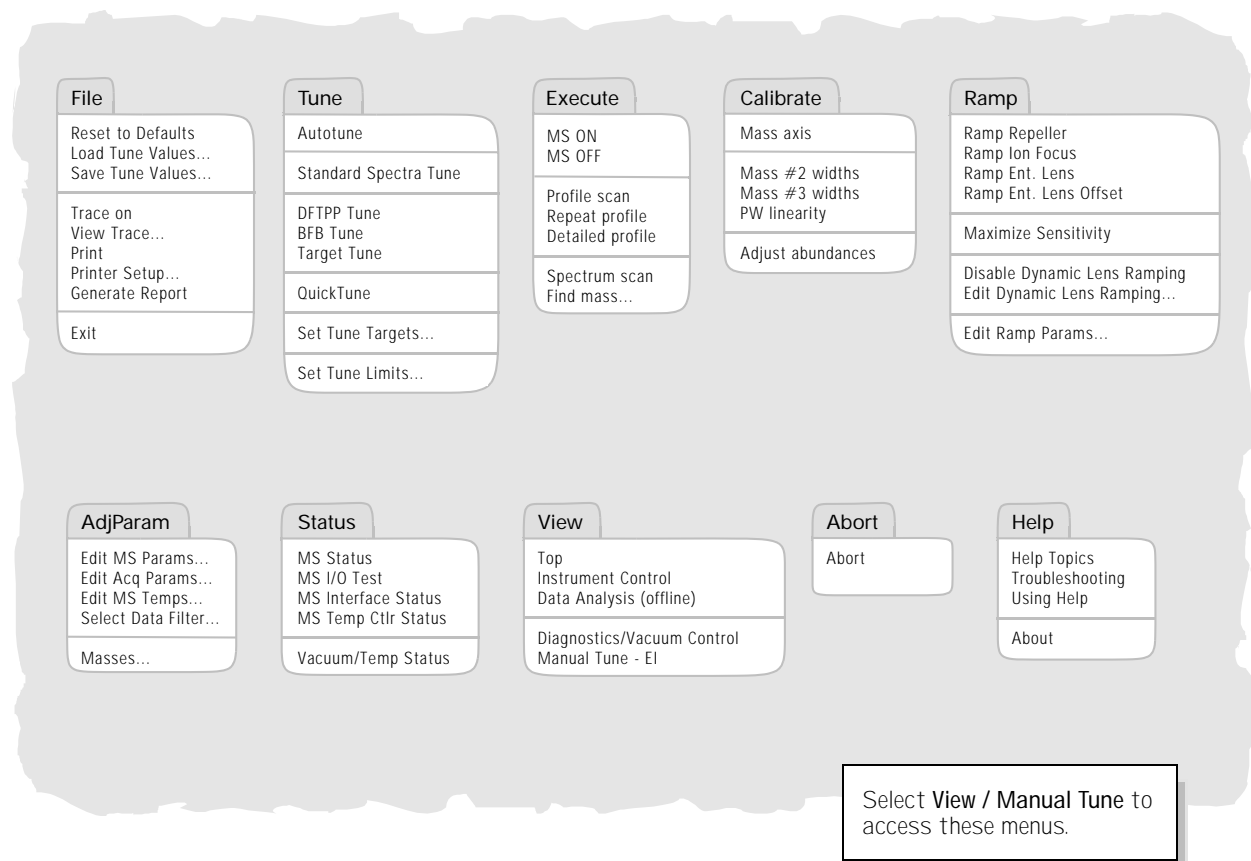 File
Reset to Defaults
Load Tune Values...
Save Tune Values...
Trace on
View Trace...
Print
Printer Setup...
Generate Report
Exit
Tune
Autotune
Standard Spectra Tune
DFTPP Tune
BFB Tune
Target Tune
QuickTune
Set Tune Targets...
Set Tune Limits...
Execute
MS ON
MS OFF
Profile scan
Repeat profile
Detailed profile
Spectrum scan
Find mass...
Calibrate
Mass axis
Mass #2 widths
Mass #3 widths
PW linearity
Adjust abundances
Ramp
Ramp Repeller
Ramp Ion Focus
Ramp Ent. Lens
Ramp Ent. Lens Offset
Maximize Sensitivity
Disable Dynamic Lens Ramping
Edit Dynamic Lens Ramping...
Edit Ramp Params...
AdjParam
Edit MS Params...
Edit Acq Params...
Edit MS Temps...
Select Data Filter...
Masses...
Status
MS Status
MS I/O Test
MS Interface Status
MS Temp Ctlr Status
Vacuum/Temp Status
View
Top
Instrument Control
Data Analysis (offline)
Diagnostics/Vacuum Control
Manual Tune - EI
Abort
Abort
Help
Help Topics
Troubleshooting
Using Help
About
Select View / Manual Tune to
access these menus.